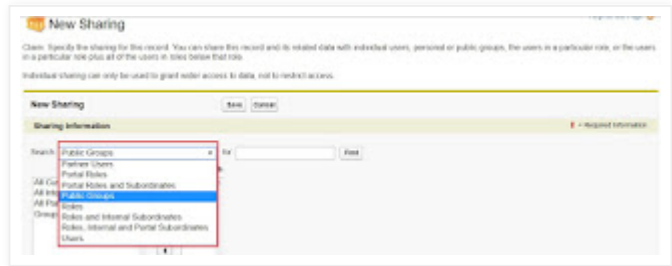 New Sharing
Claim: Specify the sharing for this record. You can share this record and its related data with individual users, personal or public groups, the users in a particular role, or the users
in a particular role plus all of the users in roles below that role.
Individual sharing can only be used to grant wider access to data, not to restrict access.
New Sharing Save Cancel
Sharing Information = Required Information
Search: Public Groups for Find
Partner Users
Portal Roles
Portal Roles and Subordinates
Public Groups
Roles
Roles and Internal Subordinates
Roles, Internal and Portal Subordinates
Users
All
All
All